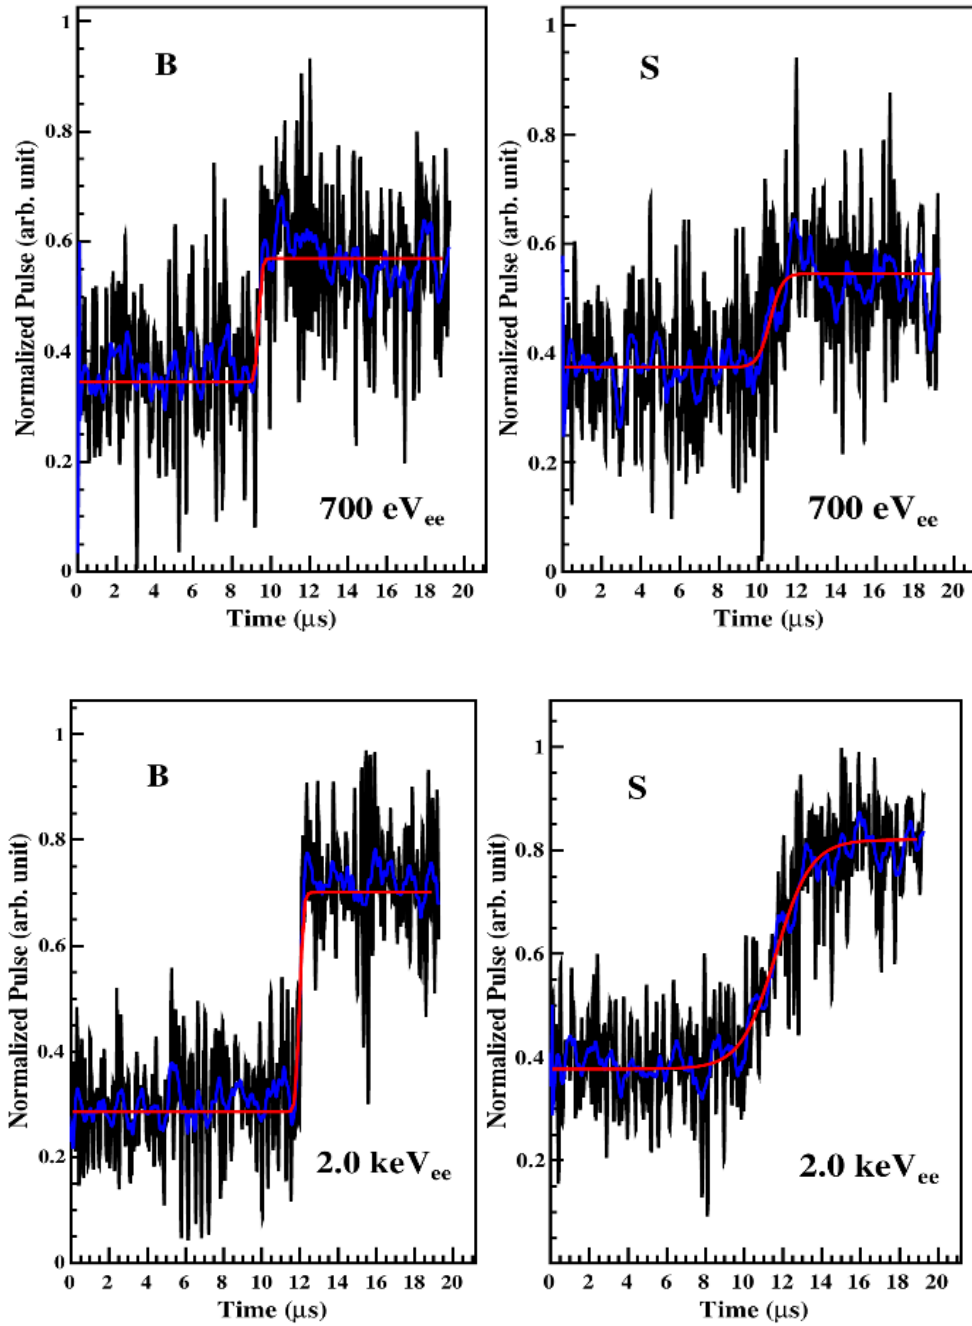 B
S
Normalized Pulse (arb. unit)
1
0.8
0.6
0.4
0.2
0
700 eVee
0 2 4 6 8 10 12 14 16 18 20
Time (μs)
Normalized Pulse (arb. unit)
1
0.8
0.6
0.4
0.2
0
700 eVee
0 2 4 6 8 10 12 14 16 18 20
Time (μs)
B
S
Normalized Pulse (arb. unit)
1
0.8
0.6
0.4
0.2
0
2.0 keVee
0 2 4 6 8 10 12 14 16 18 20
Time (μs)
Normalized Pulse (arb. unit)
1
0.8
0.6
0.4
0.2
2.0 keVee
0 2 4 6 8 10 12 14 16 18 20
Time (μs)